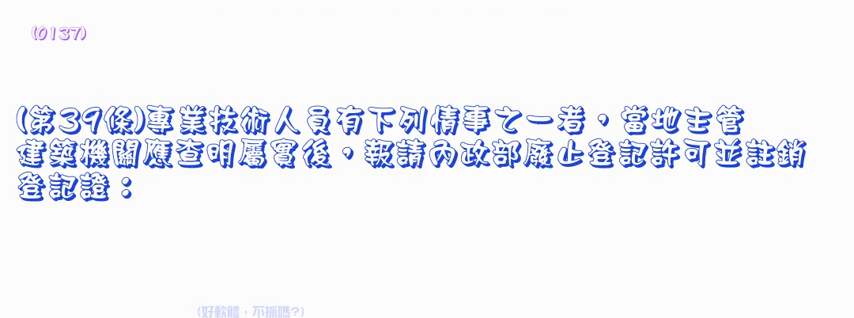 (0137)
(第39條)專業技術人員有下列情事之一者，當地主管
建築機關應查明屬實後，報請內政部廢止登記許可並註銷
登記證：
(好軟體，不抓嗎?)